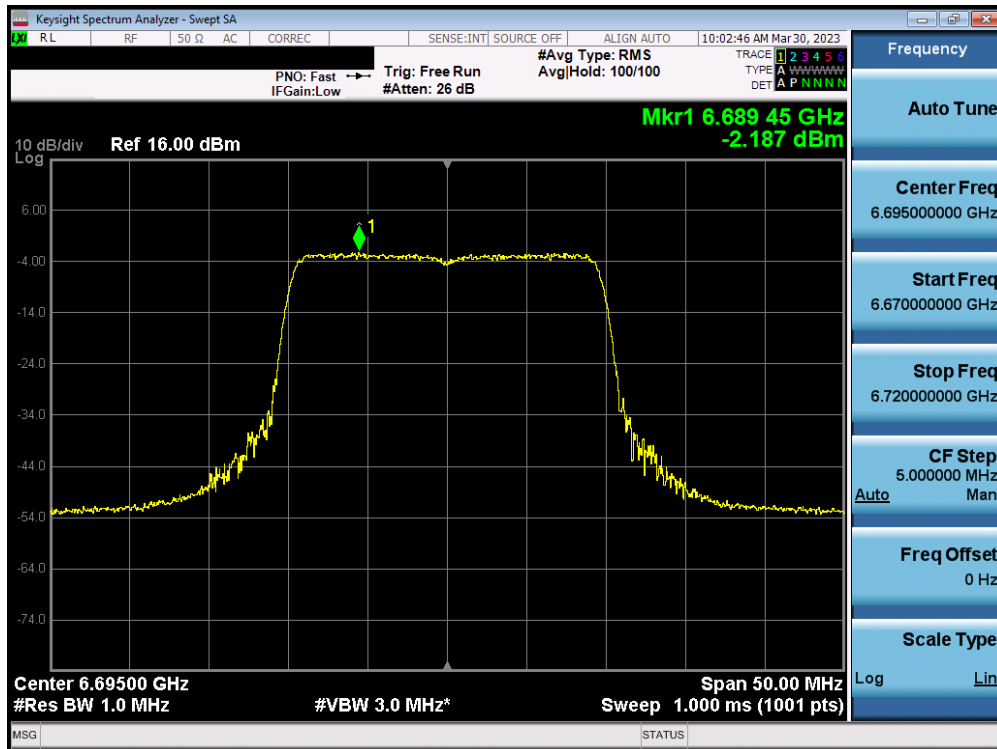 Keysight Spectrum Analyzer - Swept SA
LXI RL RF 50 Ω AC CORREC SENSE:INT SOURCE OFF ALIGN AUTO 10:02:46 AM Mar 30, 2023
PNO: Fast
IFGain:Low
Trig: Free Run
#Atten: 26 dB
#Avg Type: RMS
Avg|Hold: 100/100
TRACE 1 2 3 4 5 6
TYPE A WWWWW
DET A P N N N N
Mkr1 6.689 45 GHz
-2.187 dBm
10 dB/div Ref 16.00 dBm
Log
1
6.00
-4.00
-14.0
-24.0
-34.0
-44.0
-54.0
-64.0
-74.0
Center 6.69500 GHz Span 50.00 MHz
#Res BW 1.0 MHz #VBW 3.0 MHz* Sweep 1.000 ms (1001 pts)
MSG STATUS
Frequency
Auto Tune
Center Freq
6.695000000 GHz
Start Freq
6.670000000 GHz
Stop Freq
6.720000000 GHz
CF Step
5.000000 MHz
Auto Man
Freq Offset
0 Hz
Scale Type
Log Lin